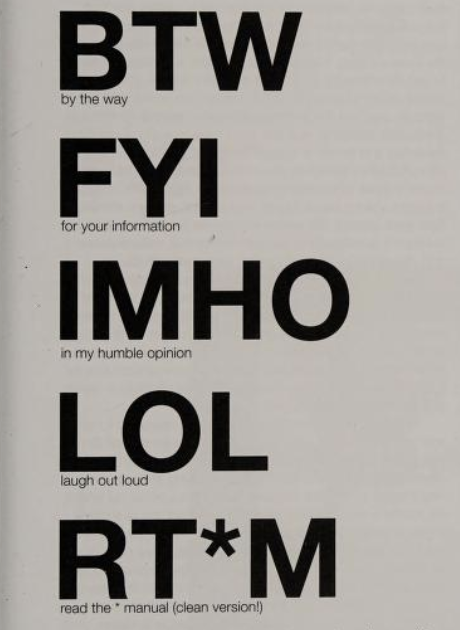 BTW
by the way
FYI
for your information
IMHO
in my humble opinion
LOL
laugh out loud
RT*M
read the * manual (clean version!)